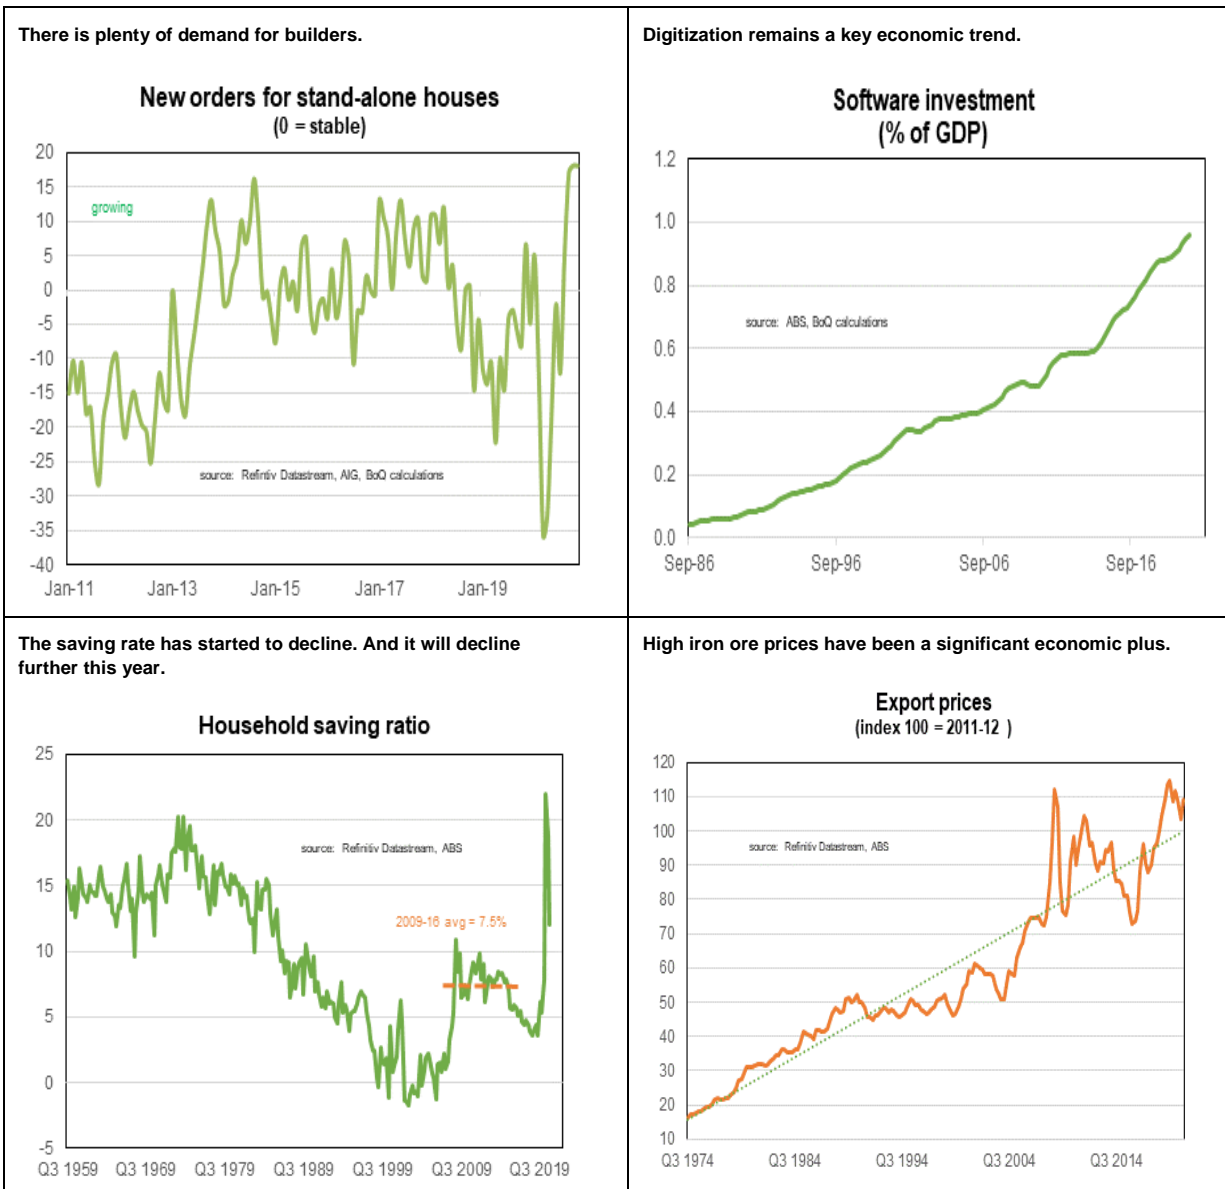 There is plenty of demand for builders.
New orders for stand-alone houses
(0 = stable)
20
15
10
5
0
-5
-10
-15
-20
-25
-30
-35
-40
growing
source: Refintiv Datastream, AIG, BoQ calculations
Jan-11
Jan-13
Jan-15
Jan-17
Jan-19
Digitization remains a key economic trend.
Software investment
(% of GDP)
1.2
1.0
0.8
0.6
0.4
0.2
0.0
source: ABS, BoQ calculations
Sep-86
Sep-96
Sep-06
Sep-16
The saving rate has started to decline. And it will decline
further this year.
Household saving ratio
25
20
15
10
5
0
-5
source: Refinitiv Datastream, ABS
2009-16 avg = 7.5%
Q3 1959
Q3 1969
Q3 1979
Q3 1989
Q3 1999
Q3 2009
Q3 2019
High iron ore prices have been a significant economic plus.
Export prices
(index 100 = 2011-12 )
120
110
100
90
80
70
60
50
40
30
20
10
source: Refinitiv Datastream, ABS
Q3 1974
Q3 1984
Q3 1994
Q3 2004
Q3 2014